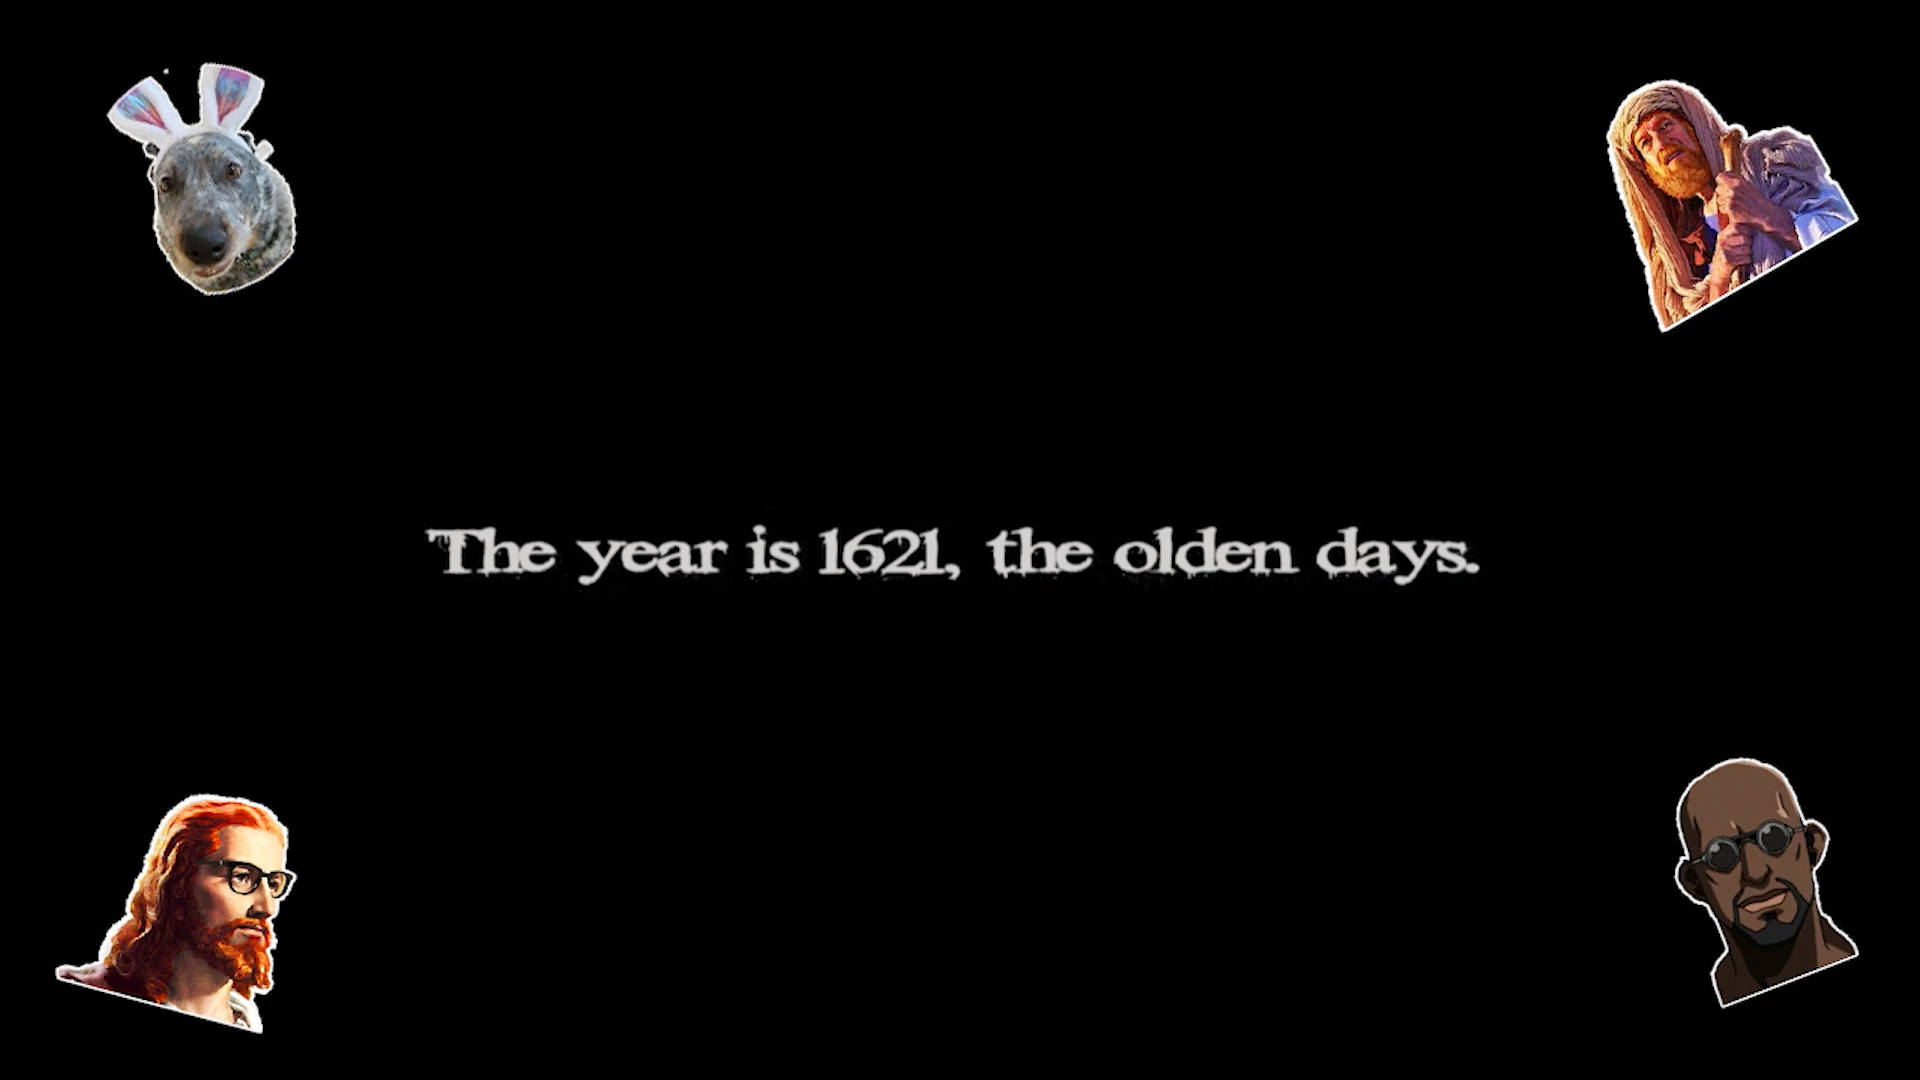 The year is 1621, the olden days.